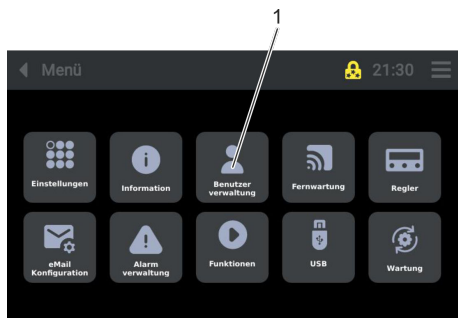 1
Menü
21:30
Einstellungen
Information
Benutzer
verwaltung
Fernwartung
Regler
eMail
Konfiguration
Alarm
verwaltung
Funktionen
USB
Wartung